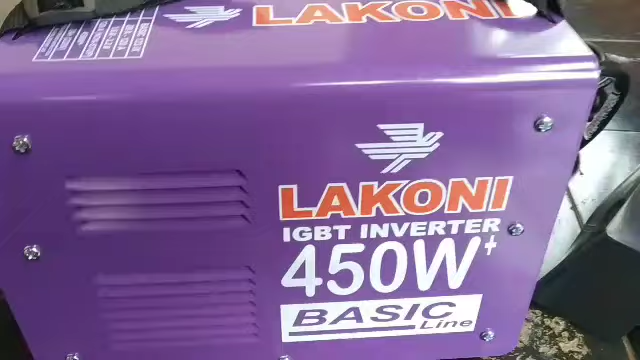 LAKONI
LAKONI
IGBT INVERTER
450W+
BASIC
Line